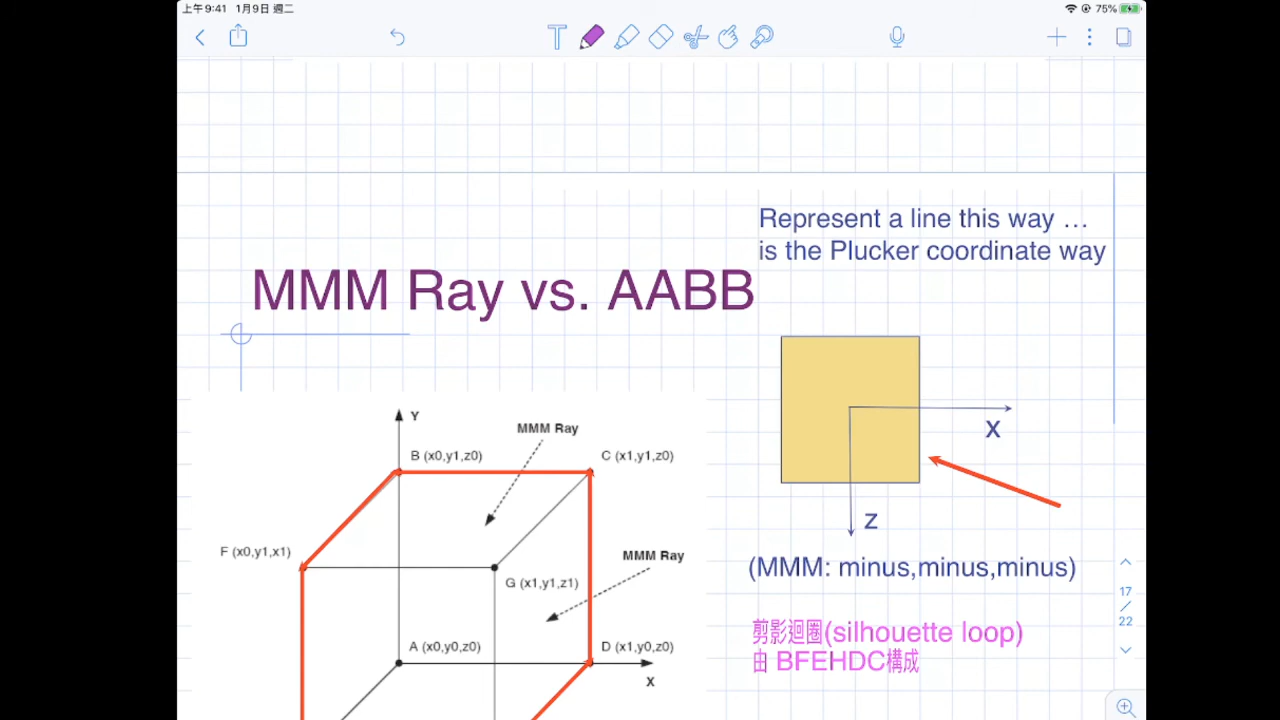 上午9:41 1月9日 週二
75%
T
Represent a line this way …
is the Plucker coordinate way
MMM Ray vs. AABB
Y
MMM Ray
B (x0,y1,z0)
C (x1,y1,z0)
X
Z
F (x0,y1,x1)
MMM Ray
G (x1,y1,z1)
(MMM: minus,minus,minus)
17
/
22
A (x0,y0,z0)
D (x1,y0,z0)
X
剪影迴圈(silhouette loop)
由 BFEHDC構成